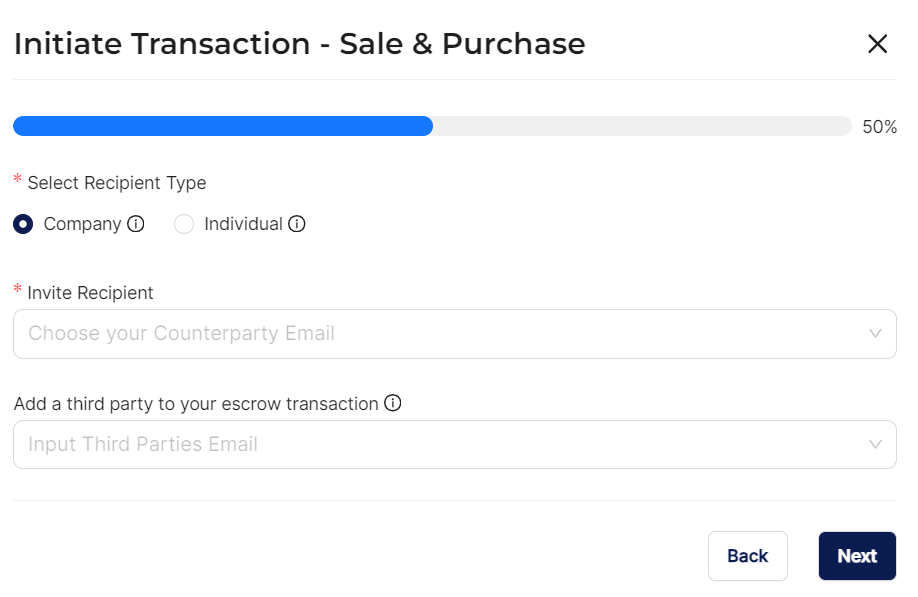 Initiate Transaction - Sale & Purchase
50%
* Select Recipient Type
Company Individual
* Invite Recipient
Choose your Counterparty Email
Add a third party to your escrow transaction
Input Third Parties Email
Back Next